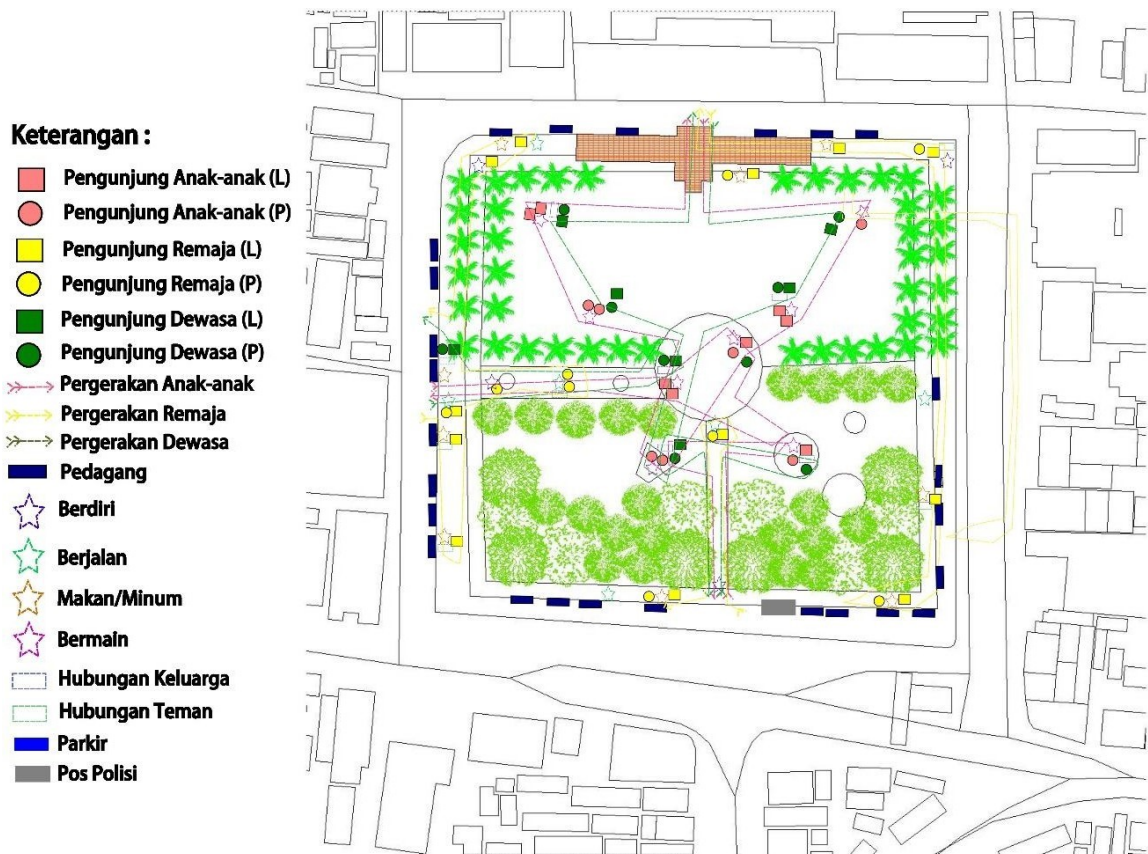 Keterangan :
Pengunjung Anak-anak (L)
Pengunjung Anak-anak (P)
Pengunjung Remaja (L)
Pengunjung Remaja (P)
Pengunjung Dewasa (L)
Pengunjung Dewasa (P)
Pergerakan Anak-anak
Pergerakan Remaja
Pergerakan Dewasa
Pedagang
Berdiri
Berjalan
Makan/Minum
Bermain
Hubungan Keluarga
Hubungan Teman
Parkir
Pos Polisi